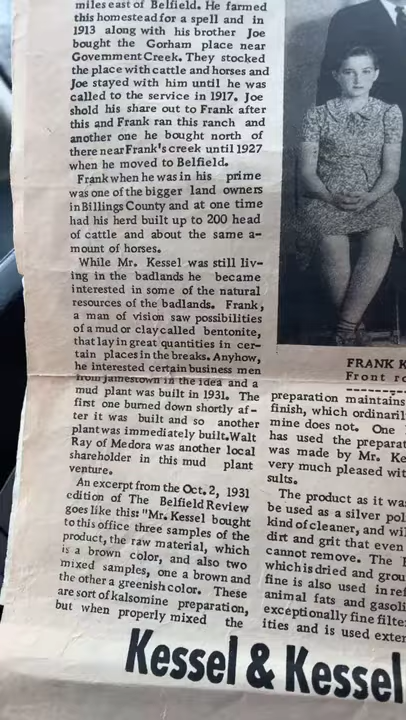 miles east of Belfield. He farmed
this homestead for a spell and in
1913 along with his brother Joe
bought the Gorham place near
Government Creek. They stocked
the place with cattle and horses and
Joe stayed with him until he was
called to the service in 1917. Joe
shold his share out to Frank after
this and Frank ran this ranch and
another one he bought north of
there near Frank's creek until 1927
when he moved to Belfield.
Frank when he was in his prime
was one of the bigger land owners
in Billings County and at one time
had his herd built up to 200 head
of cattle and about the same a-
mount of horses.
While Mr. Kessel was still liv-
ing in the badlands he became
interested in some of the natural
resources of the badlands. Frank,
a man of vision saw possibilities
of a mud or clay called bentonite,
that lay in great quantities in cer-
tain places in the breaks. Anyhow,
he interested certain business men
from Jamestown in the idea and a
mud plant was built in 1931. The
first one burned down shortly af-
ter it was built and so another
plant was immediately built. Walt
Ray of Medora was another local
shareholder in this mud plant
venture.
An excerpt from the Oct. 2, 1931
edition of The Belfield Review
goes like this: "Mr. Kessel bought
to this office three samples of the
product, the raw material, which
is a brown color, and also two
mixed samples, one a brown and
the other a greenish color. These
are sort of kalsomine preparation,
but when properly mixed the
FRANK K
Front ro
preparation maintains
finish, which ordinaril
mine does not. One
has used the preparat
was made by Mr. Ke
very much pleased wit
sults.
The product as it wa
be used as a silver pol
kind of cleaner, and wil
dirt and grit that even
cannot remove. The
which is dried and grou
fine is also used in ref
animal fats and gasoli
exceptionally fine filte
ities and is used exter
Kessel & Kessel